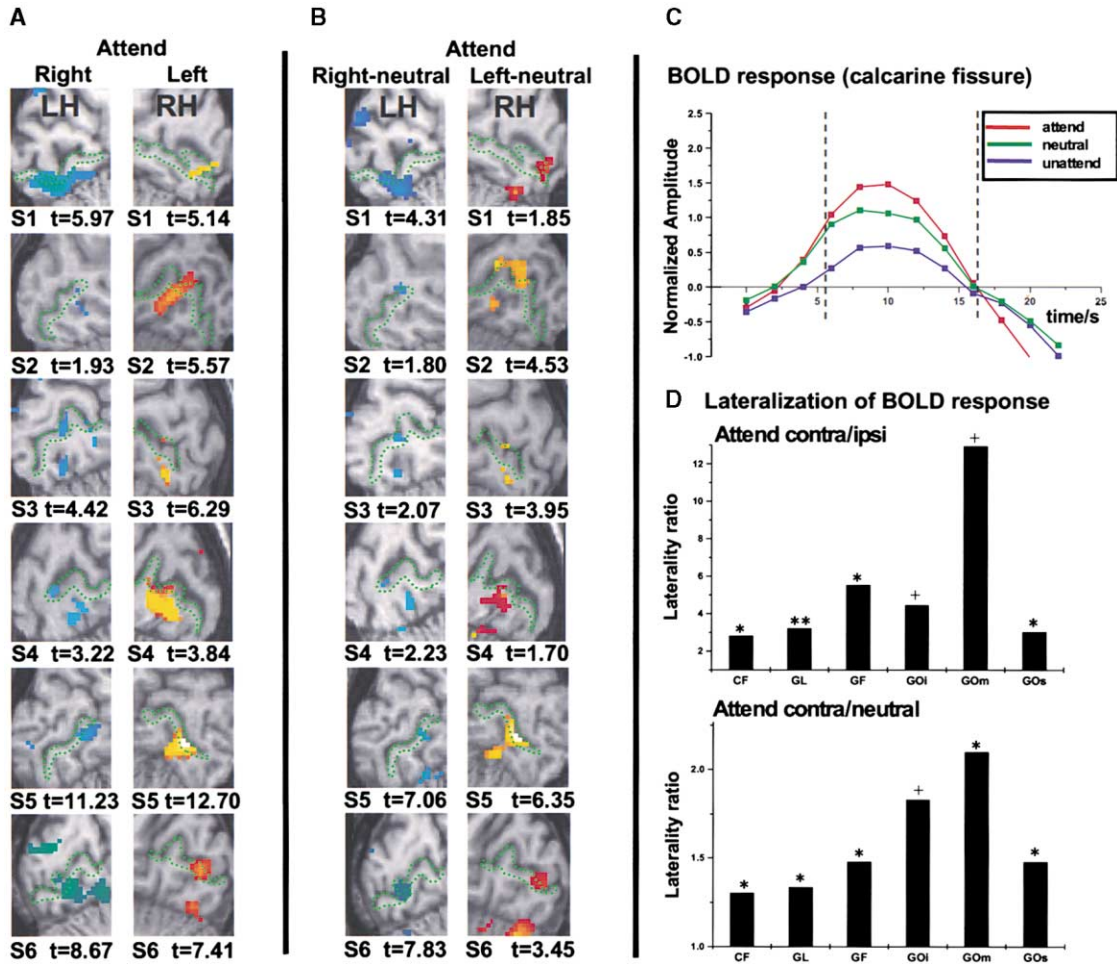 A
Attend
Right Left
LH RH
S1 t=5.97 S1 t=5.14
S2 t=1.93 S2 t=5.57
S3 t=4.42 S3 t=6.29
S4 t=3.22 S4 t=3.84
S5 t=11.23 S5 t=12.70
S6 t=8.67 S6 t=7.41
B
Attend
Right-neutral Left-neutral
LH RH
S1 t=4.31 S1 t=1.85
S2 t=1.80 S2 t=4.53
S3 t=2.07 S3 t=3.95
S4 t=2.23 S4 t=1.70
S5 t=7.06 S5 t=6.35
S6 t=7.83 S6 t=3.45
C
BOLD response (calcarine fissure)
attend
neutral
unattend
Normalized Amplitude
2.5
2.0
1.5
1.0
0.5
0.0
-0.5
-1.0
5 10 15 20 25
time/s
D Lateralization of BOLD response
Attend contra/ipsi
Laterality ratio
12
10
8
6
4
2
* ** * + + *
CF GL GF GOi GOm GOs
Attend contra/neutral
Laterality ratio
2.0
1.5
1.0
* * * + * *
CF GL GF GOi GOm GOs